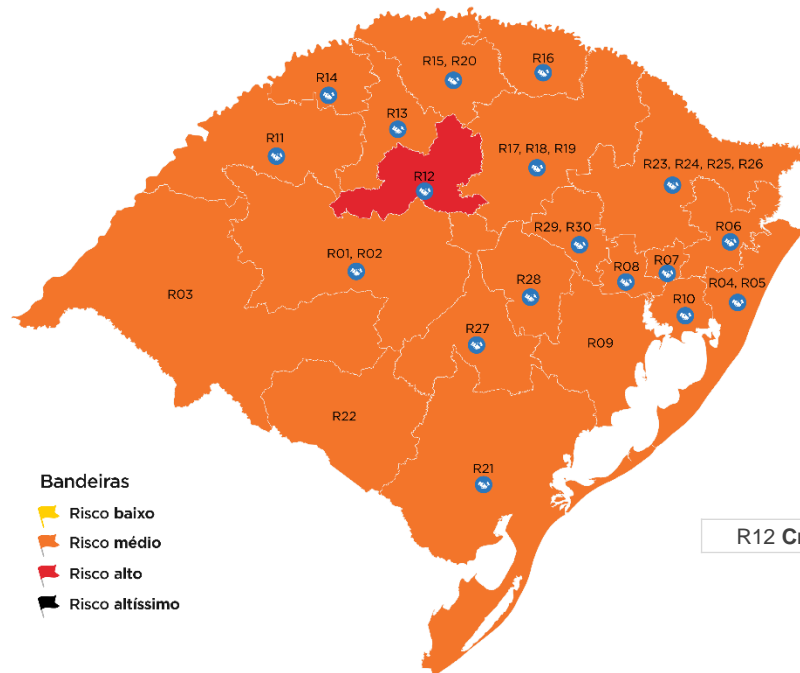 R15, R20
R16
R14
R13
R11
R17, R18, R19
R23, R24, R25, R26
R12
R29, R30
R06
R01, R02
R08
R07
R28
R04, R05
R03
R10
R27
R09
R22
R21
Bandeiras
Risco baixo
Risco médio
Risco alto
Risco altíssimo
R12